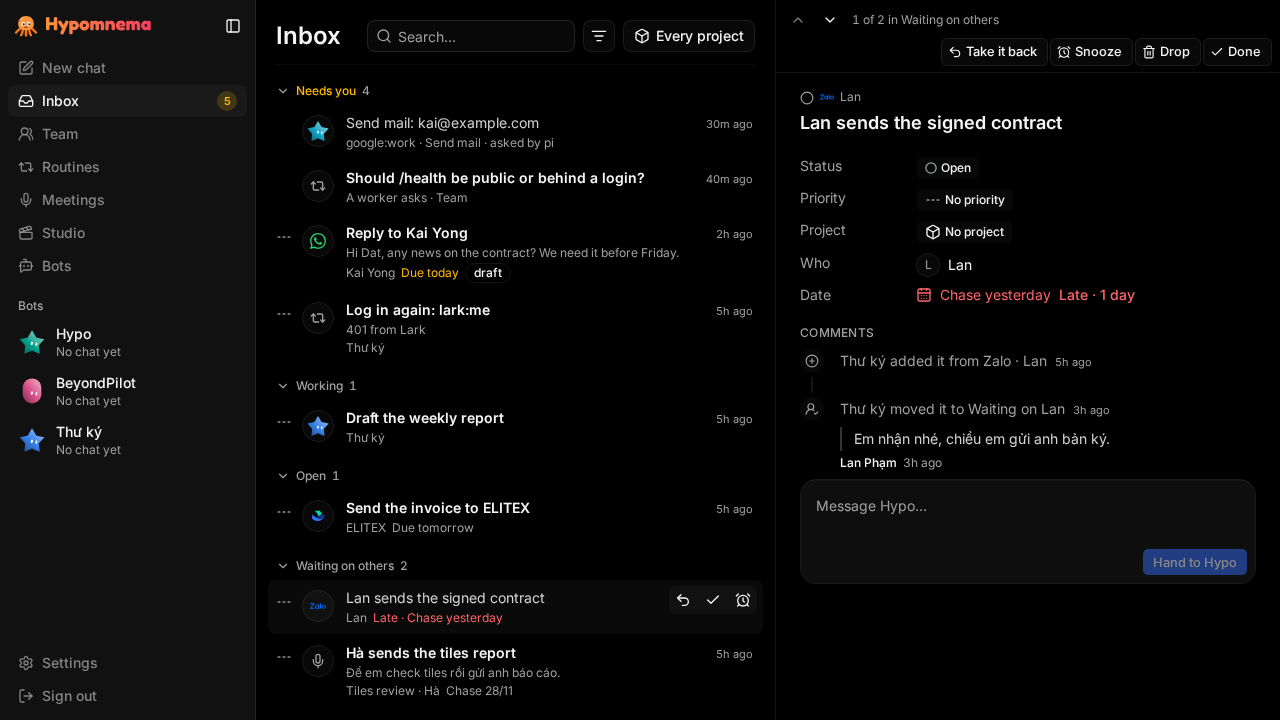 Hypomnema
New chat
Inbox
5
Team
Routines
Meetings
Studio
Bots
Bots
Hypo
No chat yet
BeyondPilot
No chat yet
Thư ký
No chat yet
Settings
Sign out
Inbox
Search...
Every project
Needs you 4
Send mail: kai@example.com
30m ago
google:work · Send mail · asked by pi
Should /health be public or behind a login?
40m ago
A worker asks · Team
Reply to Kai Yong
2h ago
Hi Dat, any news on the contract? We need it before Friday.
Kai Yong Due today draft
Log in again: lark:me
5h ago
401 from Lark
Thư ký
Working 1
Draft the weekly report
5h ago
Thư ký
Open 1
Send the invoice to ELITEX
5h ago
ELITEX Due tomorrow
Waiting on others 2
Zalo
Lan sends the signed contract
Lan Late · Chase yesterday
Hà sends the tiles report
5h ago
Để em check tiles rồi gửi anh báo cáo.
Tiles review · Hà Chase 28/11
1 of 2 in Waiting on others
Take it back
Snooze
Drop
Done
Zalo Lan
Lan sends the signed contract
Status Open
Priority No priority
Project No project
Who L Lan
Date Chase yesterday Late · 1 day
COMMENTS
Thư ký added it from Zalo · Lan 5h ago
Thư ký moved it to Waiting on Lan 3h ago
Em nhận nhé, chiều em gửi anh bản ký.
Lan Phạm 3h ago
Message Hypo...
Hand to Hypo